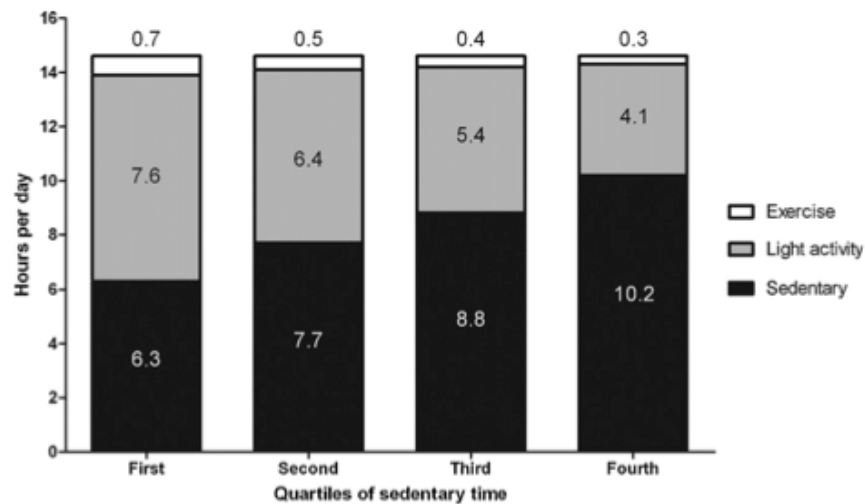 16
14
12
10
8
6
4
2
0
Hours per day
0.7
0.5
0.4
0.3
7.6
6.4
5.4
4.1
6.3
7.7
8.8
10.2
First
Second
Third
Fourth
Quartiles of sedentary time
Exercise
Light activity
Sedentary